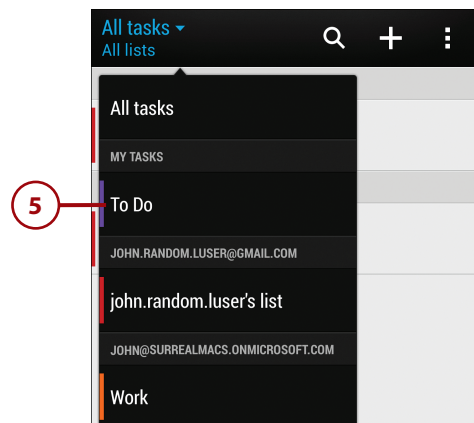 All tasks
All lists
All tasks
MY TASKS
5
To Do
JOHN.RANDOM.LUSER@GMAIL.COM
john.random.luser's list
JOHN@SURREALMACS.ONMICROSOFT.COM
Work